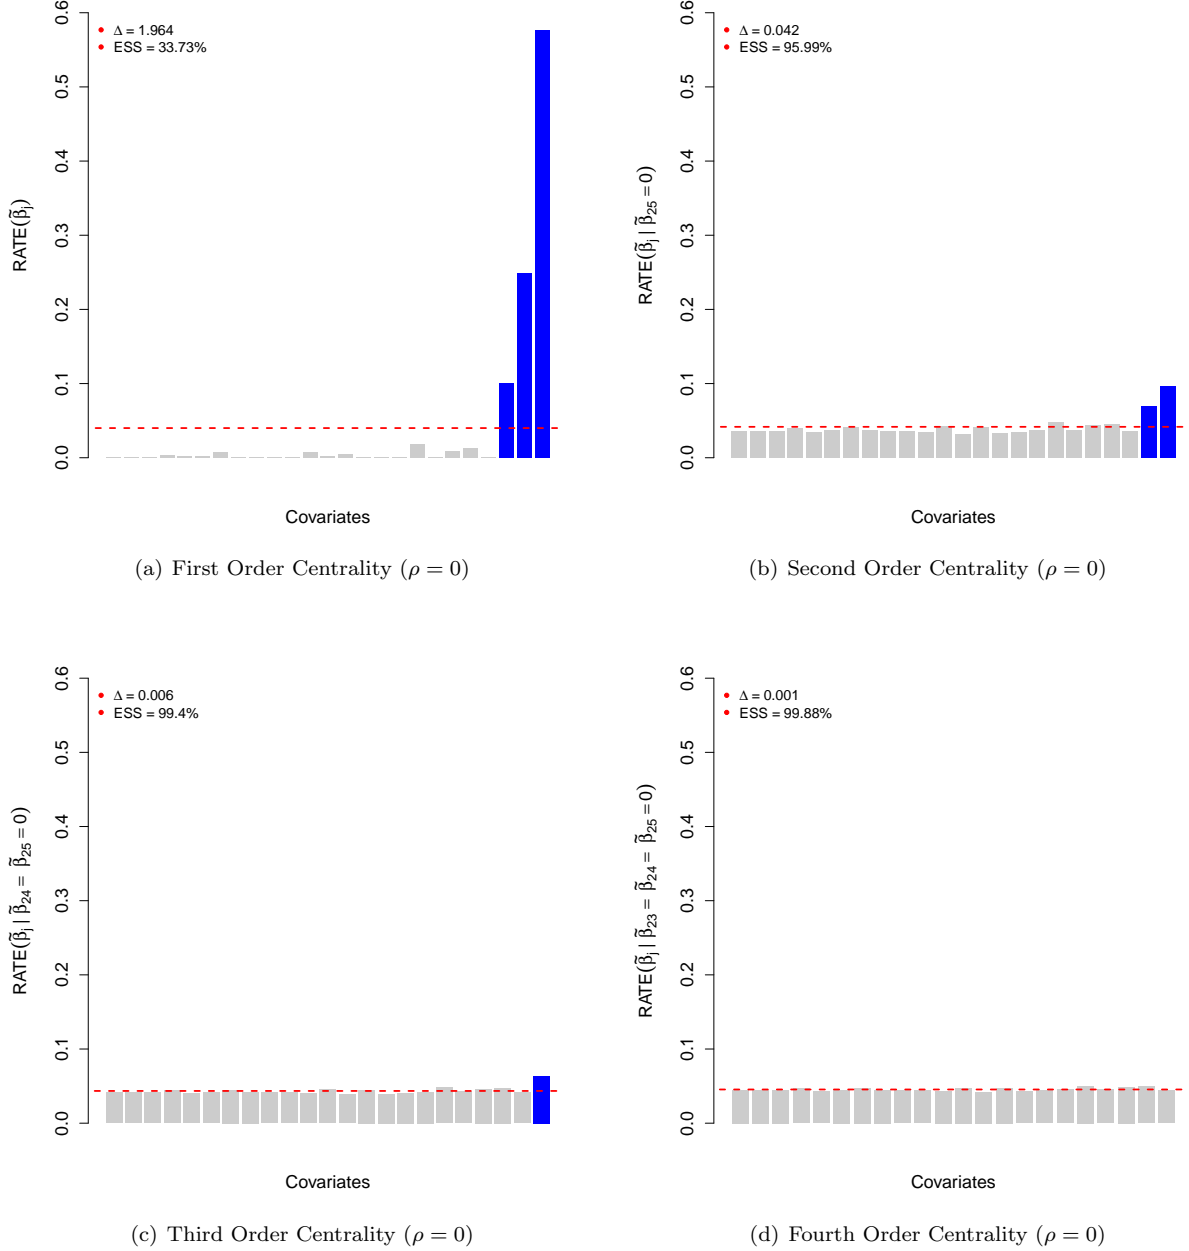 Δ = 1.964
ESS = 33.73%
0.6
0.5
0.4
0.3
0.2
0.1
0.0
RATE(β̃j)
Covariates
(a) First Order Centrality (ρ = 0)
Δ = 0.042
ESS = 95.99%
0.6
0.5
0.4
0.3
0.2
0.1
0.0
RATE(β̃j | β̃25 = 0)
Covariates
(b) Second Order Centrality (ρ = 0)
Δ = 0.006
ESS = 99.4%
0.6
0.5
0.4
0.3
0.2
0.1
0.0
RATE(β̃j | β̃24 = β̃25 = 0)
Covariates
(c) Third Order Centrality (ρ = 0)
Δ = 0.001
ESS = 99.88%
0.6
0.5
0.4
0.3
0.2
0.1
0.0
RATE(β̃j | β̃23 = β̃24 = β̃25 = 0)
Covariates
(d) Fourth Order Centrality (ρ = 0)